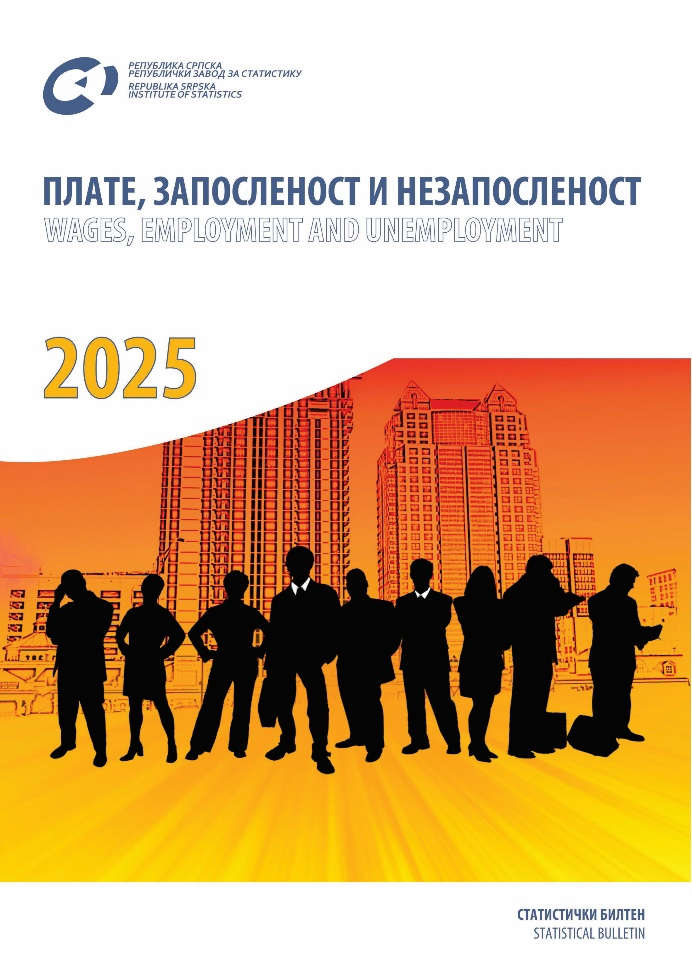 РЕПУБЛИКА СРПСКА
РЕПУБЛИЧКИ ЗАВОД ЗА СТАТИСТИКУ
REPUBLIKA SRPSKA
INSTITUTE OF STATISTICS
ПЛАТЕ, ЗАПОСЛЕНОСТ И НЕЗАПОСЛЕНОСТ
WAGES, EMPLOYMENT AND UNEMPLOYMENT
2025
СТАТИСТИЧКИ БИЛТЕН
STATISTICAL BULLETIN